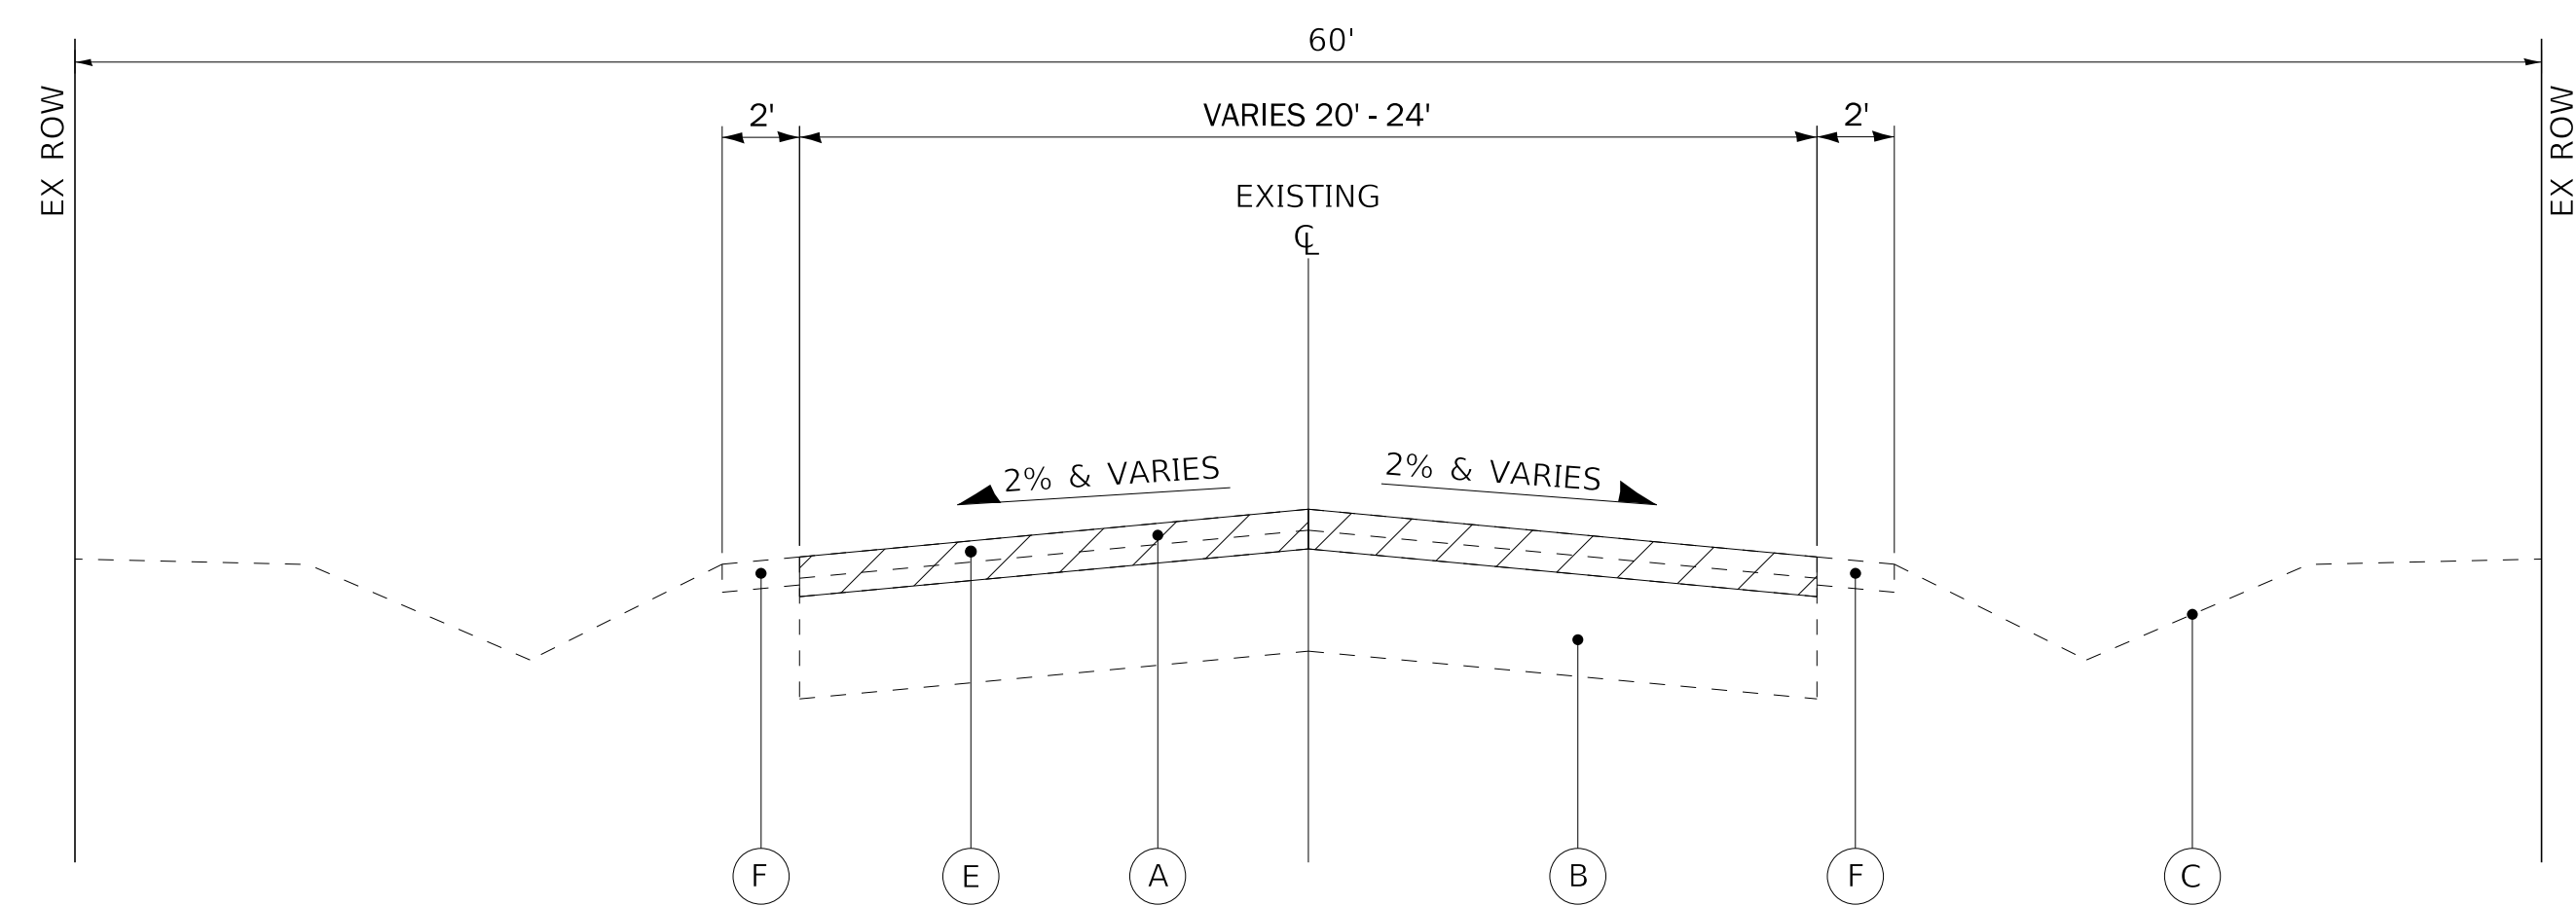 60'
EX ROW
2'
VARIES 20' - 24'
2'
EX ROW
EXISTING
℄
2% & VARIES
2% & VARIES
F
E
A
B
F
C